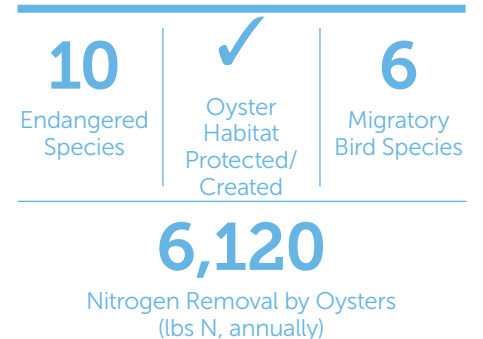 10
Endangered
Species
✓
Oyster
Habitat
Protected/
Created
6
Migratory
Bird Species
6,120
Nitrogen Removal by Oysters
(lbs N, annually)